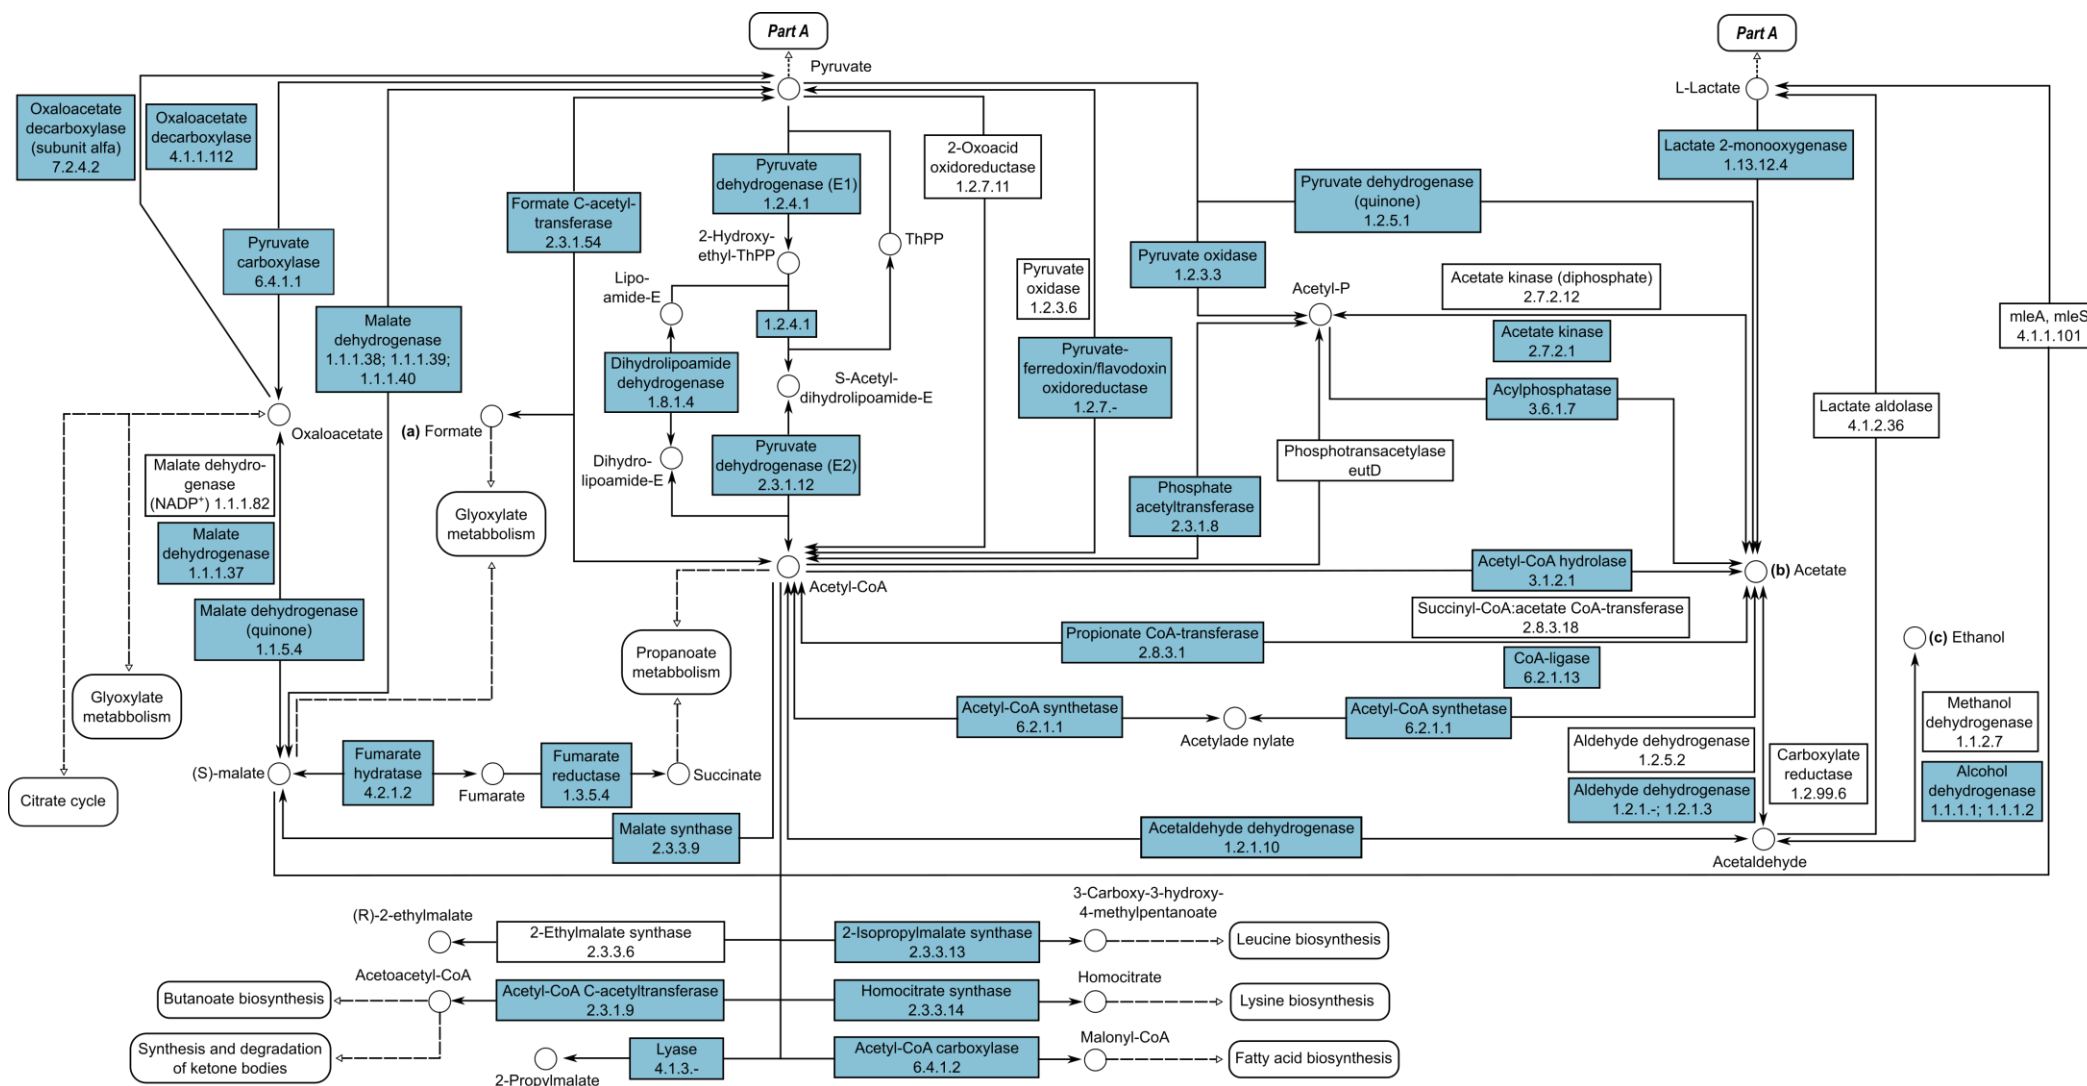 Part A
Part A
Pyruvate
L-Lactate
Oxaloacetate
decarboxylase
(subunit alfa)
7.2.4.2
Oxaloacetate
decarboxylase
4.1.1.112
Pyruvate
carboxylase
6.4.1.1
Malate
dehydrogenase
1.1.1.38; 1.1.1.39;
1.1.1.40
Formate C-acetyl-
transferase
2.3.1.54
Pyruvate
dehydrogenase (E1)
1.2.4.1
2-Hydroxy-
ethyl-ThPP
ThPP
Lipo-
amide-E
1.2.4.1
Dihydrolipoamide
dehydrogenase
1.8.1.4
S-Acetyl-
dihydrolipoamide-E
Dihydro-
lipoamide-E
Pyruvate
dehydrogenase (E2)
2.3.1.12
2-Oxoacid
oxidoreductase
1.2.7.11
Pyruvate
oxidase
1.2.3.6
Pyruvate-
ferredoxin/flavodoxin
oxidoreductase
1.2.7.-
Pyruvate oxidase
1.2.3.3
Pyruvate dehydrogenase
(quinone)
1.2.5.1
Lactate 2-monooxygenase
1.13.12.4
Acetyl-P
Acetate kinase (diphosphate)
2.7.2.12
Acetate kinase
2.7.2.1
Acylphosphatase
3.6.1.7
mleA, mleS
4.1.1.101
Lactate aldolase
4.1.2.36
Phosphotransacetylase
eutD
Phosphate
acetyltransferase
2.3.1.8
Oxaloacetate
(a) Formate
Malate dehydro-
genase
(NADP⁺) 1.1.1.82
Malate
dehydrogenase
1.1.1.37
Malate dehydrogenase
(quinone)
1.1.5.4
Glyoxylate
metabbolism
Glyoxylate
metabbolism
Propanoate
metabbolism
Citrate cycle
Acetyl-CoA
Acetyl-CoA hydrolase
3.1.2.1
(b) Acetate
Succinyl-CoA:acetate CoA-transferase
2.8.3.18
Propionate CoA-transferase
2.8.3.1
CoA-ligase
6.2.1.13
(c) Ethanol
Acetyl-CoA synthetase
6.2.1.1
Acetylade nylate
Acetyl-CoA synthetase
6.2.1.1
Methanol
dehydrogenase
1.1.2.7
Alcohol
dehydrogenase
1.1.1.1; 1.1.1.2
Aldehyde dehydrogenase
1.2.5.2
Aldehyde dehydrogenase
1.2.1.-; 1.2.1.3
Carboxylate
reductase
1.2.99.6
(S)-malate
Fumarate
hydratase
4.2.1.2
Fumarate
Fumarate
reductase
1.3.5.4
Succinate
Malate synthase
2.3.3.9
Acetaldehyde dehydrogenase
1.2.1.10
Acetaldehyde
(R)-2-ethylmalate
2-Ethylmalate synthase
2.3.3.6
2-Isopropylmalate synthase
2.3.3.13
3-Carboxy-3-hydroxy-
4-methylpentanoate
Leucine biosynthesis
Acetoacetyl-CoA
Butanoate biosynthesis
Acetyl-CoA C-acetyltransferase
2.3.1.9
Homocitrate synthase
2.3.3.14
Homocitrate
Lysine biosynthesis
Synthesis and degradation
of ketone bodies
2-Propylmalate
Lyase
4.1.3.-
Acetyl-CoA carboxylase
6.4.1.2
Malonyl-CoA
Fatty acid biosynthesis